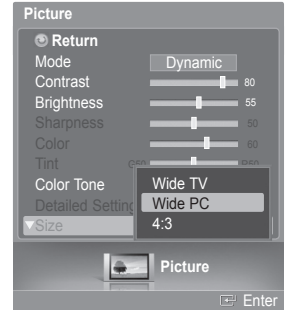 Picture
Return
Mode Dynamic
Contrast 80
Brightness 55
Sharpness 50
Color 60
Tint G50 R50
Color Tone
Detailed Setting
Size
Wide TV
Wide PC
4:3
Picture
Enter